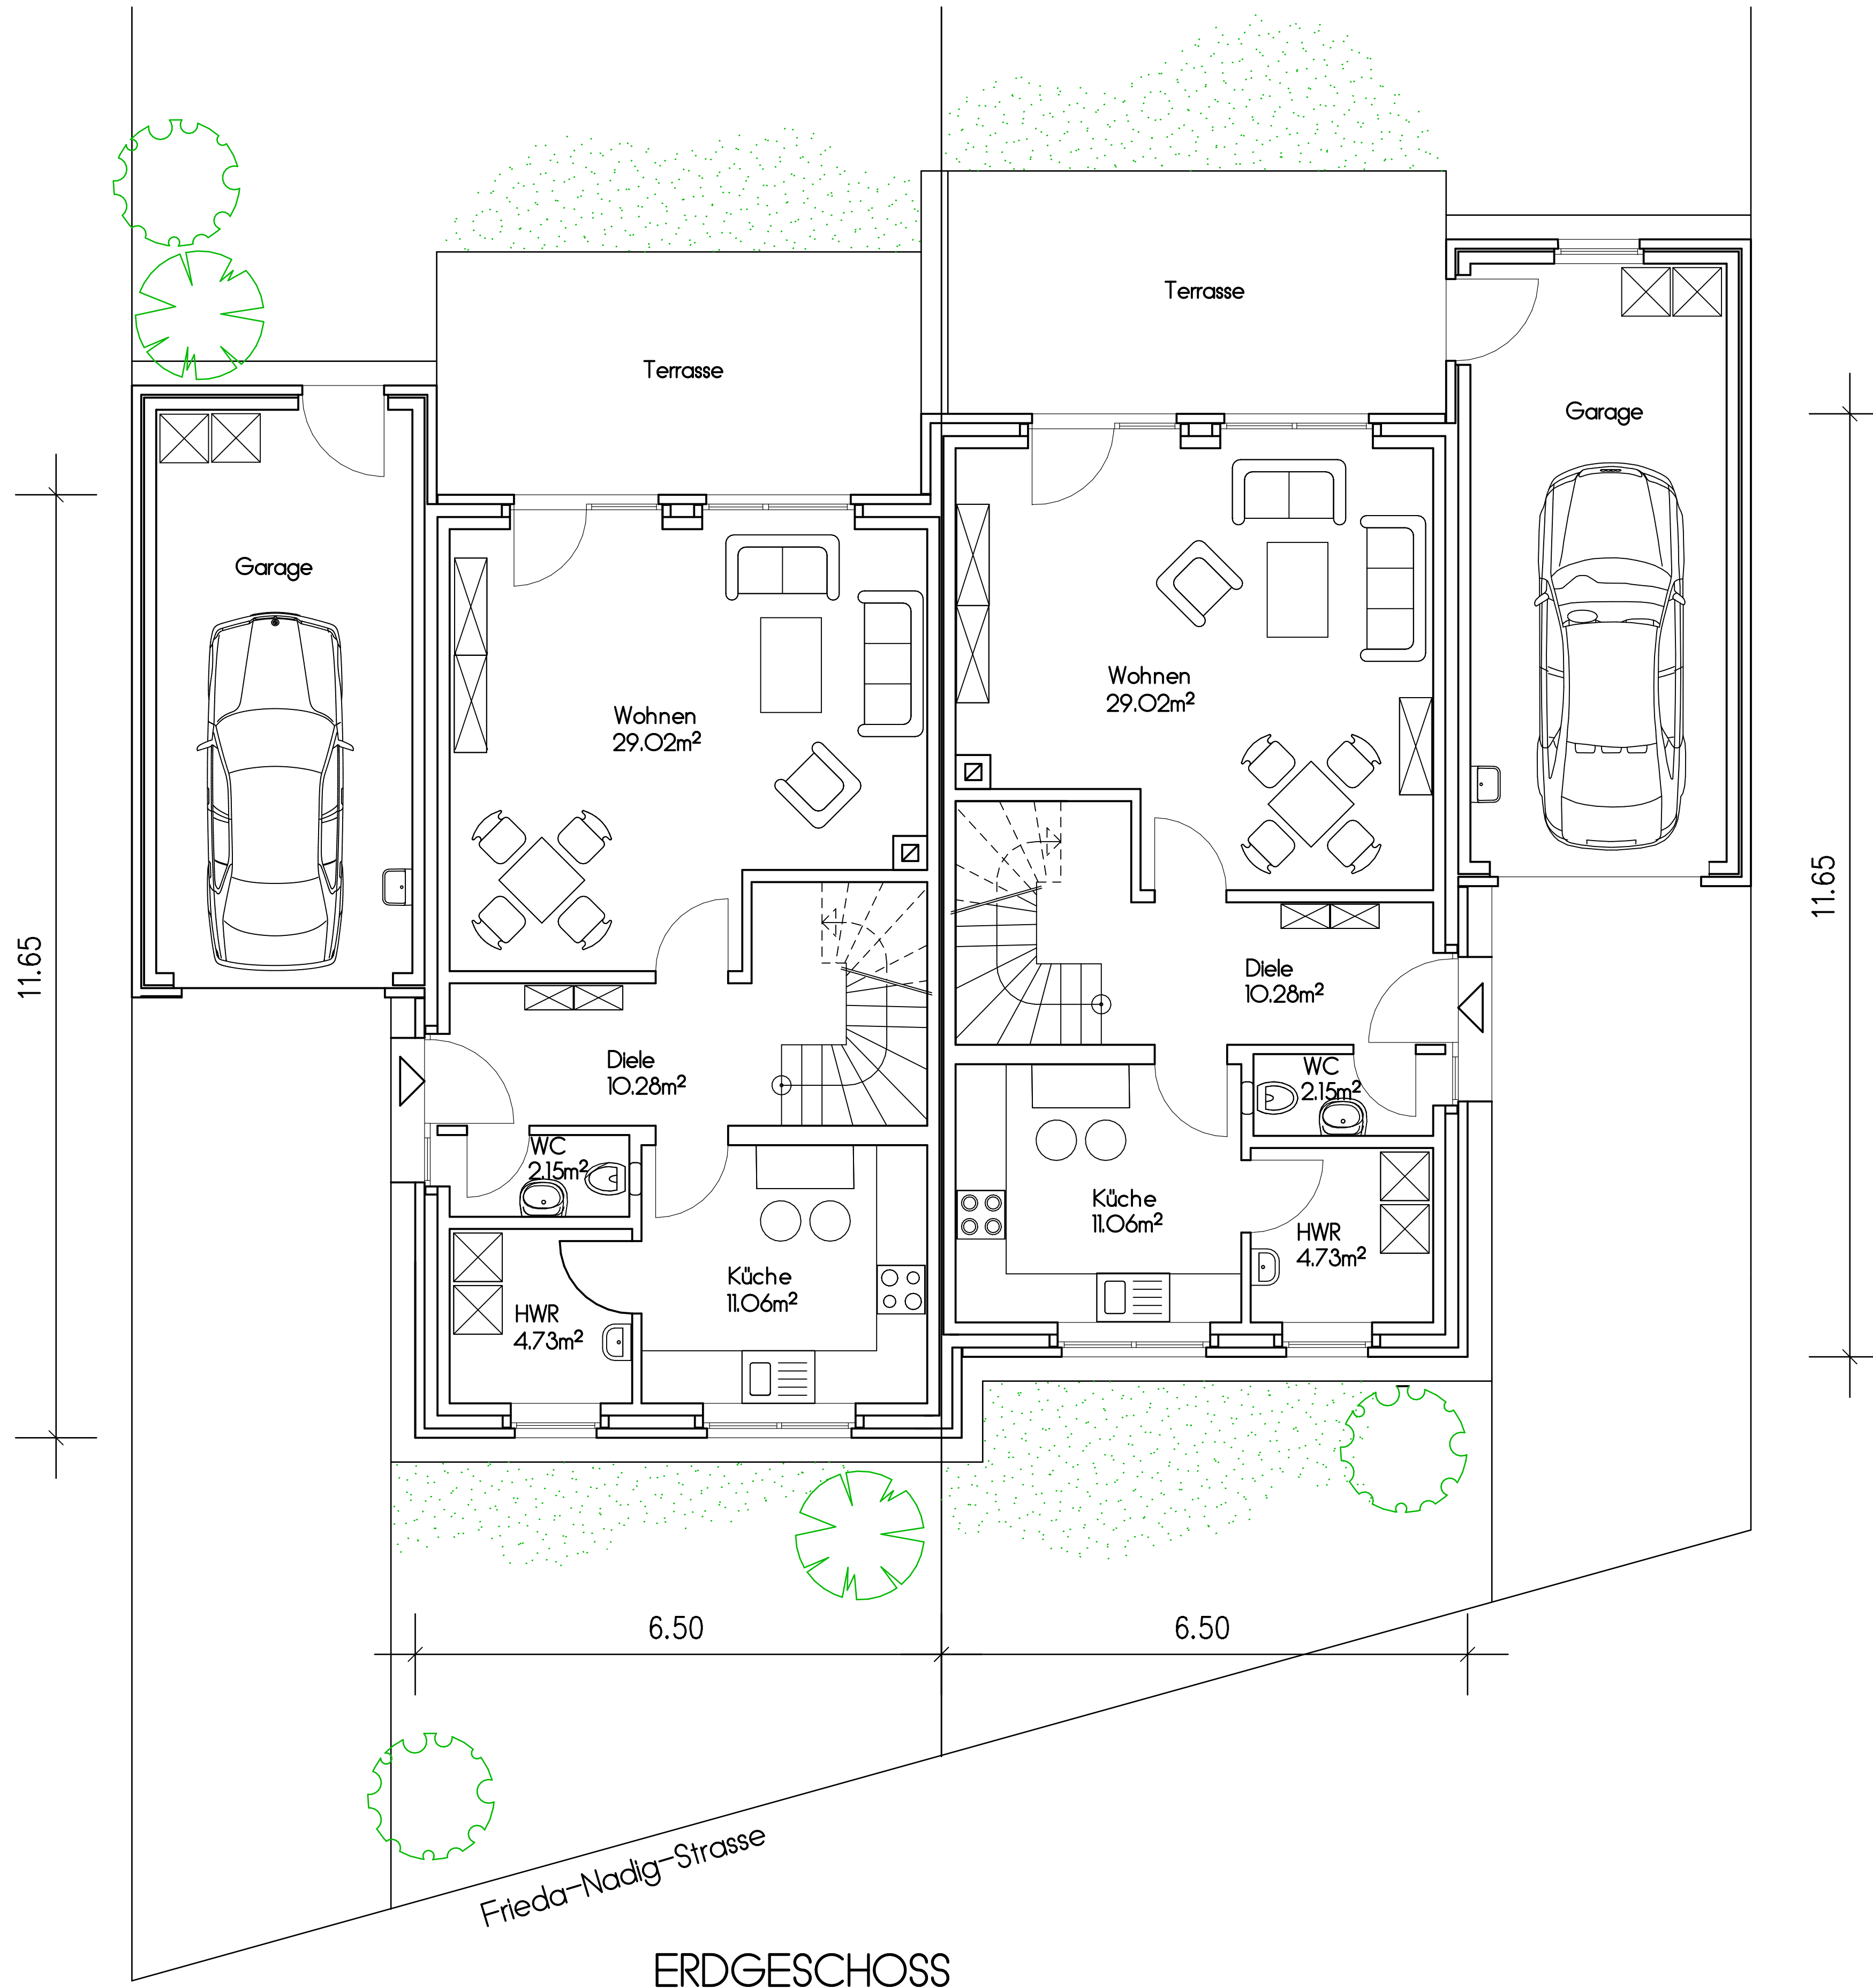 Terrasse
Terrasse
Garage
Garage
Wohnen
29.02m²
Wohnen
29.02m²
11.65
11.65
Diele
10.28m²
Diele
10.28m²
WC
2.15m²
WC
2.15m²
Küche
11.06m²
HWR
4.73m²
Küche
11.06m²
HWR
4.73m²
6.50
6.50
Frieda-Nadig-Strasse
ERDGESCHOSS